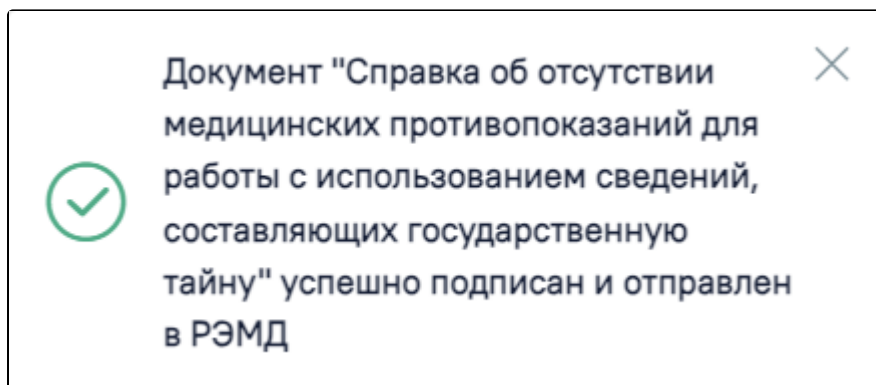 Документ "Справка об отсутствии
медицинских противопоказаний для
работы с использованием сведений,
составляющих государственную
тайну" успешно подписан и отправлен
в РЭМД